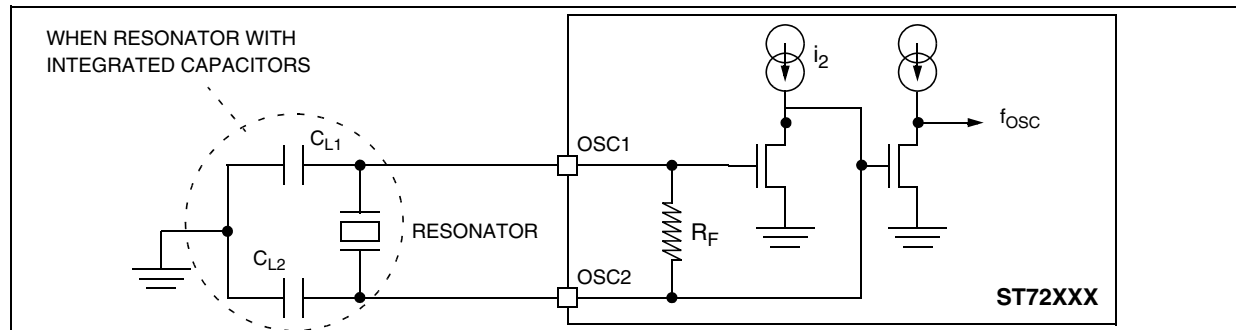 WHEN RESONATOR WITH
INTEGRATED CAPACITORS
i2
fOSC
CL1
OSC1
RESONATOR
RF
CL2
OSC2
ST72XXX